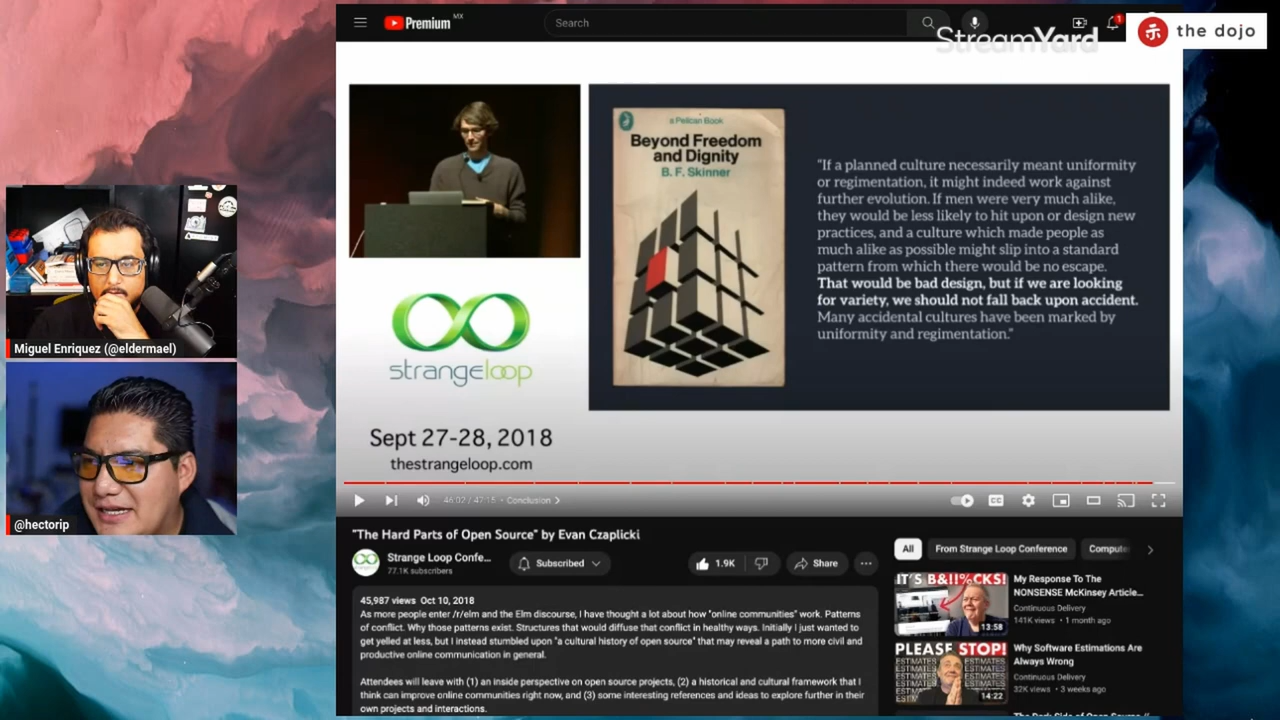 Premium MX
Search
1
StreamYard
the dojo
a Pelican Book
Beyond Freedom
and Dignity
B. F. Skinner
“If a planned culture necessarily meant uniformity
or regimentation, it might indeed work against
further evolution. If men were very much alike,
they would be less likely to hit upon or design new
practices, and a culture which made people as
much alike as possible might slip into a standard
pattern from which there would be no escape.
That would be bad design, but if we are looking
for variety, we should not fall back upon accident.
Many accidental cultures have been marked by
uniformity and regimentation.”
strangeloop
Sept 27-28, 2018
thestrangeloop.com
Miguel Enriquez (@eldermael)
@hectorip
46:02 / 47:15 • Conclusion
CC
"The Hard Parts of Open Source" by Evan Czaplicki
Strange Loop Confe...
77.1K subscribers
Subscribed
1.9K
Share
All
From Strange Loop Conference
Compute
45,987 views Oct 10, 2018
As more people enter /r/elm and the Elm discourse, I have thought a lot about how "online communities" work. Patterns
of conflict. Why those patterns exist. Structures that would diffuse that conflict in healthy ways. Initially I just wanted to
get yelled at less, but I instead stumbled upon "a cultural history of open source" that may reveal a path to more civil and
productive online communication in general.
Attendees will leave with (1) an inside perspective on open source projects, (2) a historical and cultural framework that I
think can improve online communities right now, and (3) some interesting references and ideas to explore further in their
own projects and interactions.
IT'S B&!!%CKS!
13:58
My Response To The
NONSENSE McKinsey Article...
Continuous Delivery
141K views • 1 month ago
PLEASE STOP!
ESTIMATES
14:22
Why Software Estimations Are
Always Wrong
Continuous Delivery
32K views • 3 weeks ago